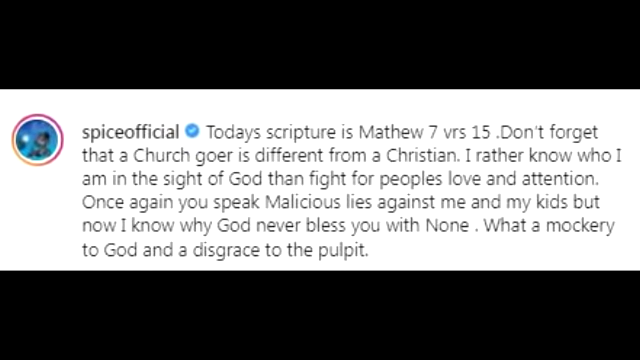 spiceofficial Todays scripture is Mathew 7 vrs 15 .Don't forget
that a Church goer is different from a Christian. I rather know who I
am in the sight of God than fight for peoples love and attention.
Once again you speak Malicious lies against me and my kids but
now I know why God never bless you with None . What a mockery
to God and a disgrace to the pulpit.